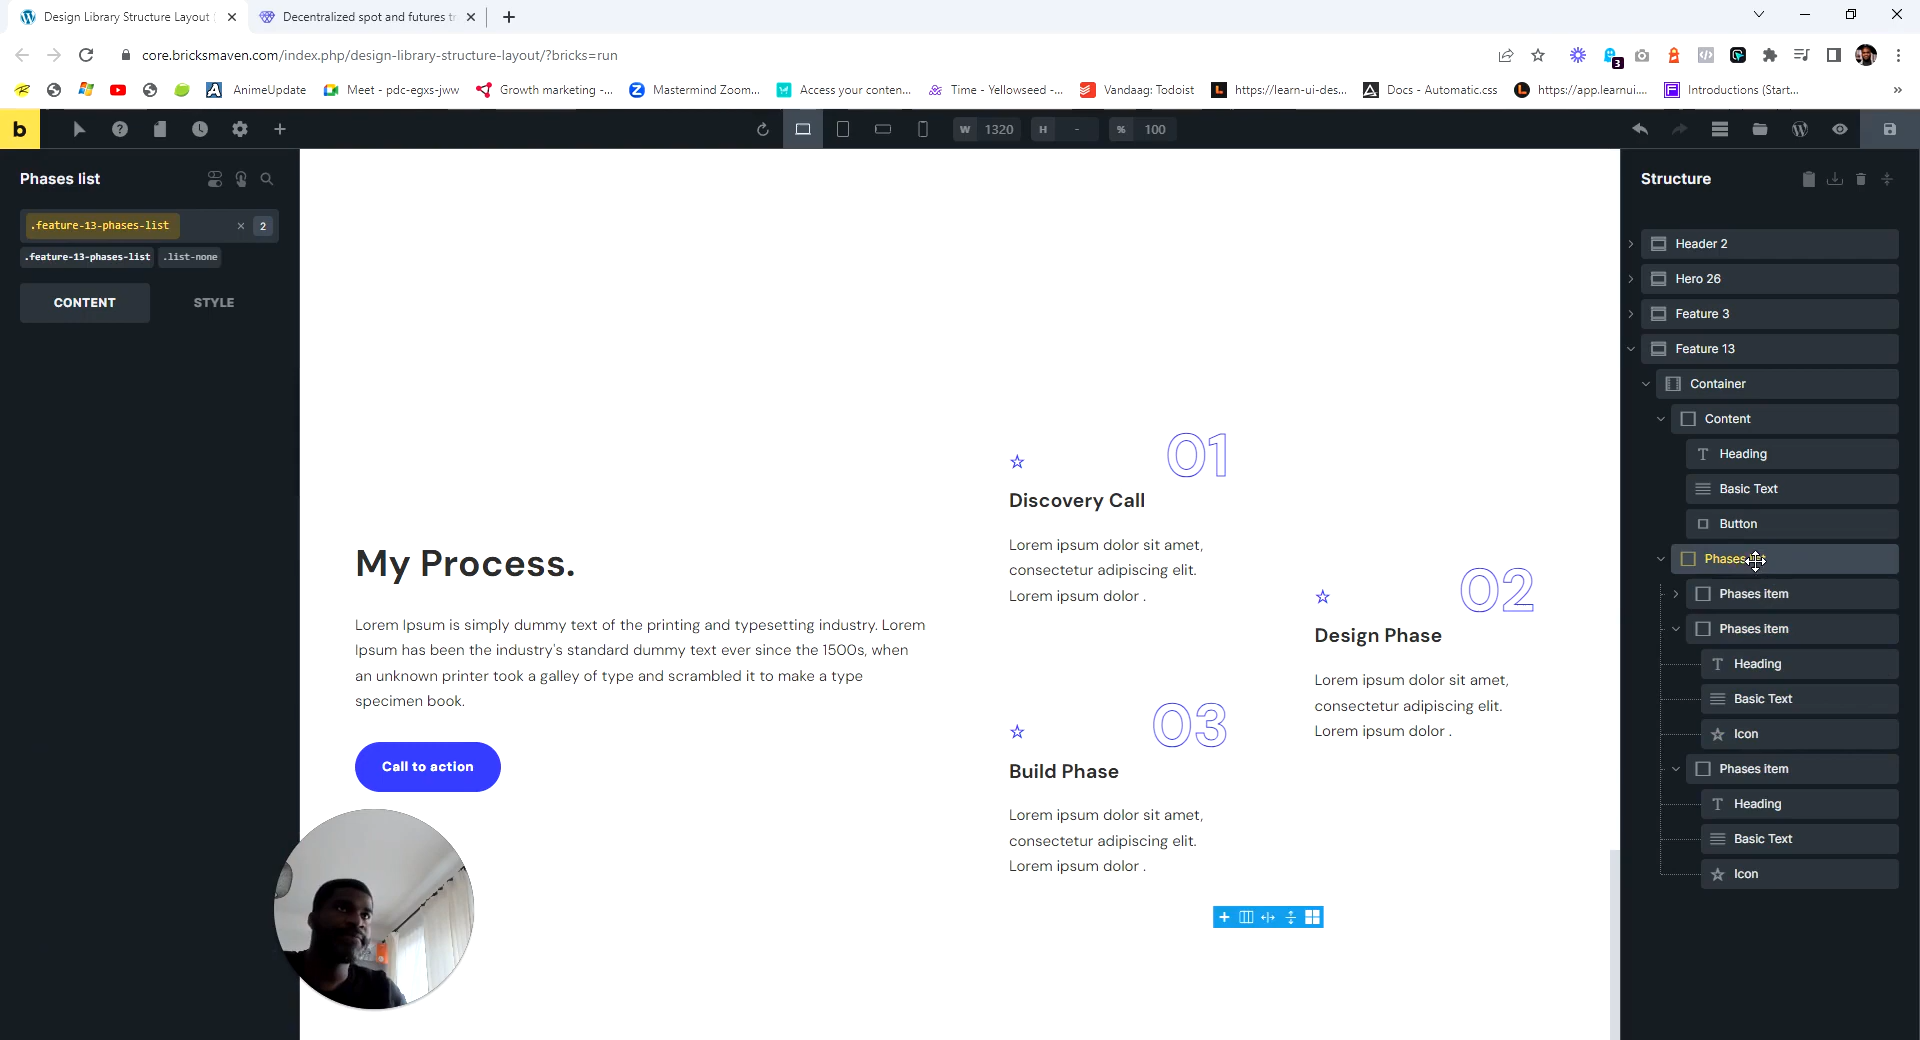 Design Library Structure Layout (
Decentralized spot and futures tr
core.bricksmaven.com/index.php/design-library-structure-layout/?bricks=run
3
AnimeUpdate
Meet - pdc-egxs-jww
Growth marketing -...
Mastermind Zoom...
Access your conten...
Time - Yellowseed -...
Vandaag: Todoist
https://learn-ui-des...
Docs - Automatic.css
https://app.learnui....
Introductions (Start...
»
b
W 1320
H -
% 100
Phases list
.feature-13-phases-list
× 2
.feature-13-phases-list .list-none
CONTENT STYLE
My Process.
Lorem Ipsum is simply dummy text of the printing and typesetting industry. Lorem
Ipsum has been the industry's standard dummy text ever since the 1500s, when
an unknown printer took a galley of type and scrambled it to make a type
specimen book.
Call to action
01
Discovery Call
Lorem ipsum dolor sit amet,
consectetur adipiscing elit.
Lorem ipsum dolor .
02
Design Phase
Lorem ipsum dolor sit amet,
consectetur adipiscing elit.
Lorem ipsum dolor .
03
Build Phase
Lorem ipsum dolor sit amet,
consectetur adipiscing elit.
Lorem ipsum dolor .
Structure
Header 2
Hero 26
Feature 3
Feature 13
Container
Content
Heading
Basic Text
Button
Phases
Phases item
Phases item
Heading
Basic Text
Icon
Phases item
Heading
Basic Text
Icon